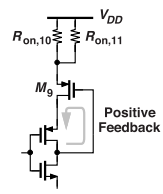 V_DD
R_on,10 R_on,11
M_9
Positive
Feedback